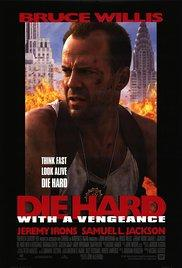 BRUCE WILLIS
THINK FAST
LOOK ALIVE
DIE HARD
DIE HARD
WITH A VENGEANCE
JEREMY IRONS SAMUEL L. JACKSON